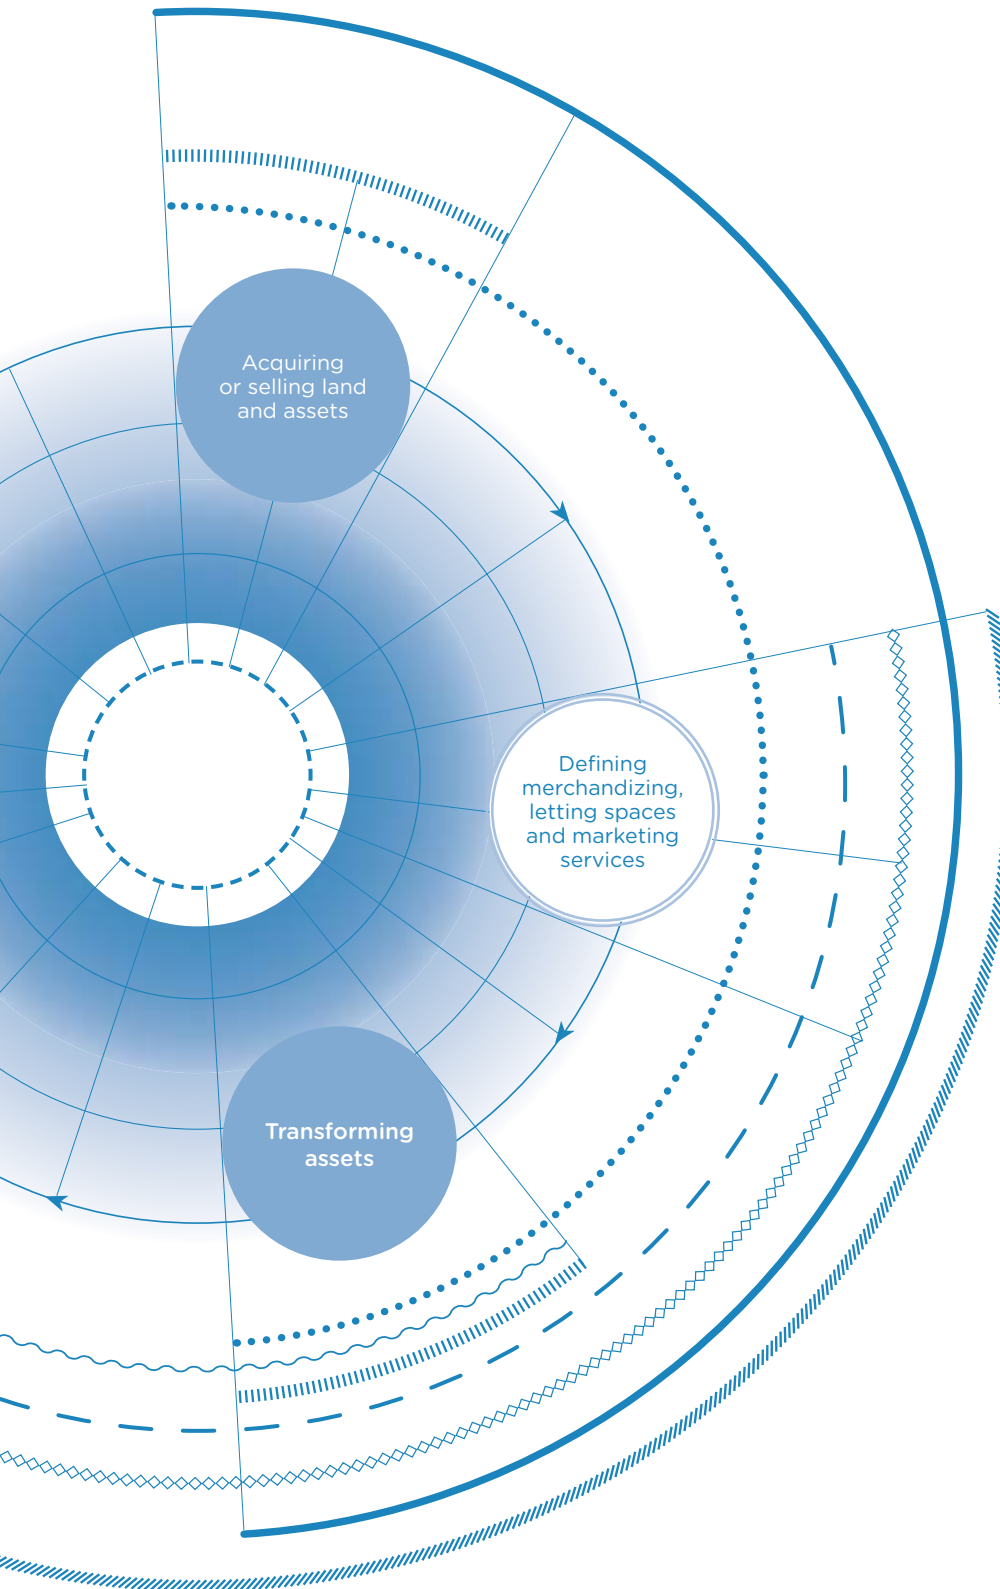 Acquiring
or selling land
and assets
Defining
merchandizing,
letting spaces
and marketing
services
Transforming
assets